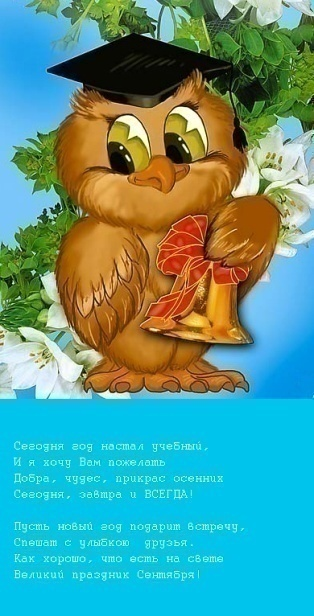 Сегодня год настал учебный,
И я хочу Вам пожелать
Добра, чудес, прикрас осенних
Сегодня, завтра и ВСЕГДА!
Пусть новый год подарит встречу,
Спешат с улыбкою друзья.
Как хорошо, что есть на свете
Великий праздник Сентября!